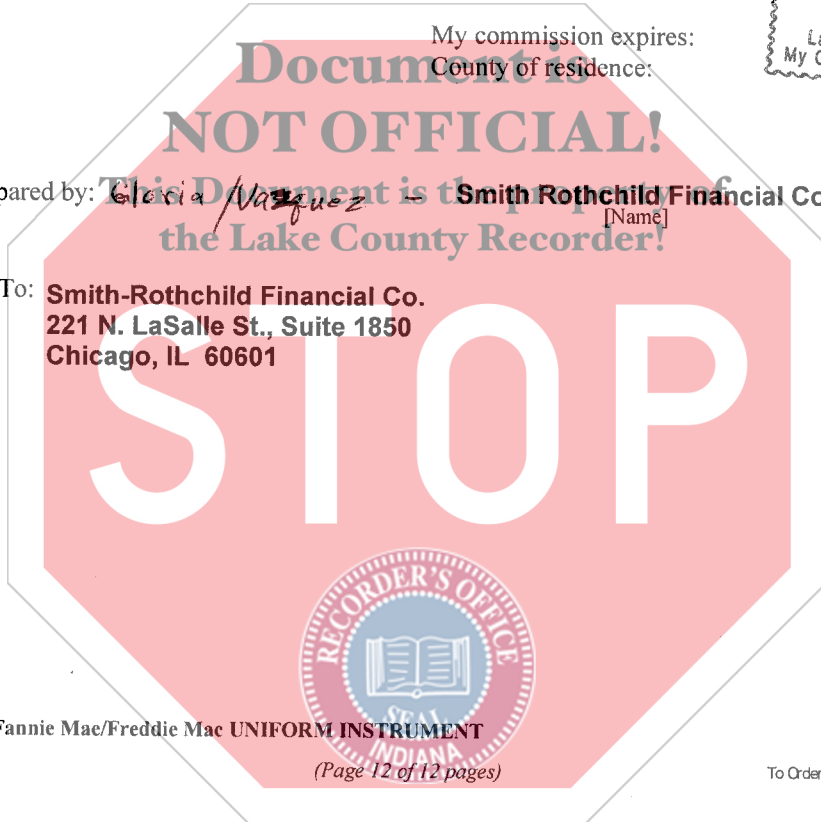 My commission expires:
County of residence:
La
My C
Document is
NOT OFFICIAL!
This Document is the property of
the Lake County Recorder!
pared by: Gloria Vazquez – Smith Rothchild Financial Co
[Name]
To: Smith-Rothchild Financial Co.
221 N. LaSalle St., Suite 1850
Chicago, IL 60601
STOP
RECORDER'S OFFICE
SEAL
INDIANA
Fannie Mae/Freddie Mac UNIFORM INSTRUMENT
(Page 12 of 12 pages)
To Order